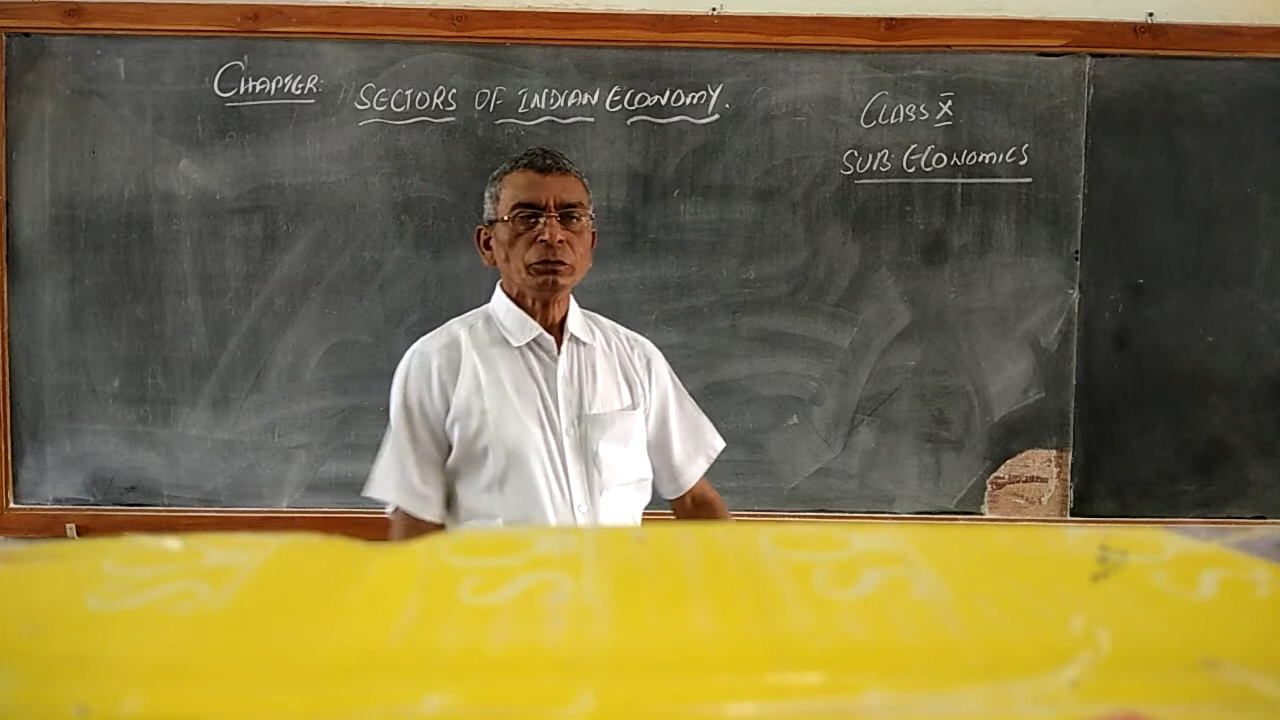 CHAPTER: SECTORS OF INDIAN ECONOMY.
CLASS X
SUB: ECONOMICS